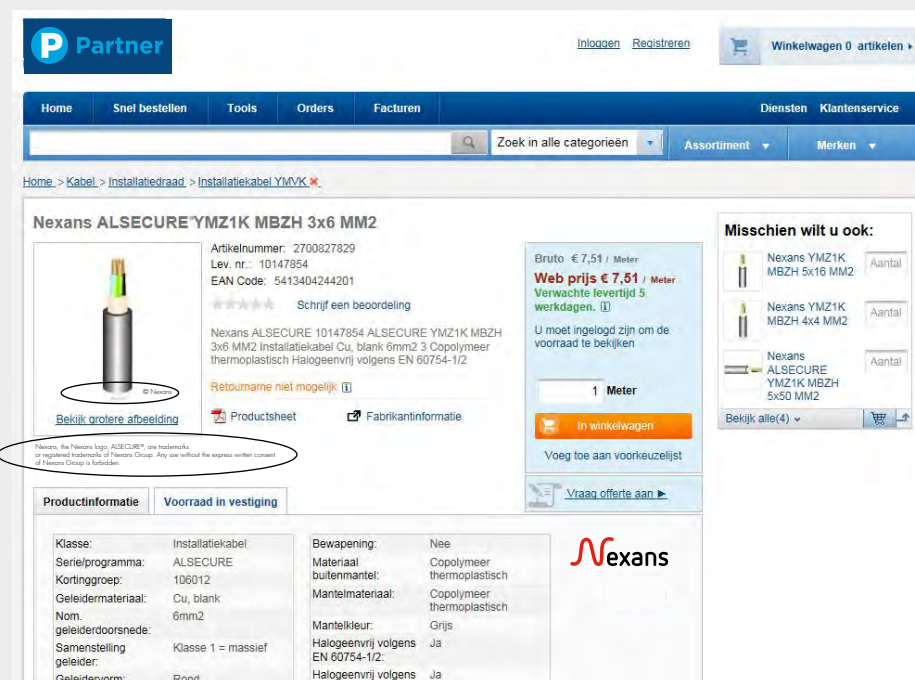 P Partner
Inloggen Registreren
Winkelwagen 0 artikelen
Home Snel bestellen Tools Orders Facturen
Diensten Klantenservice
Zoek in alle categorieën
Assortiment Merken
Home > Kabel > Installatiedraad > Installatiekabel YMVK
Nexans ALSECURE®YMZ1K MBZH 3x6 MM2
© Nexans
Bekijk grotere afbeelding
Artikelnummer: 2700827829
Lev. nr.: 10147854
EAN Code: 5413404244201
Schrijf een beoordeling
Nexans ALSECURE 10147854 ALSECURE YMZ1K MBZH
3x6 MM2 Installatiekabel Cu, blank 6mm2 3 Copolymeer
thermoplastisch Halogeenvrij volgens EN 60754-1/2
Retourname niet mogelijk
Productsheet
Fabrikantinformatie
Nexans, the Nexans logo, ALSECURE®, are trademarks
or registered trademarks of Nexans Group. Any use without the express written consent
of Nexans Group is forbidden.
Bruto € 7,51 / Meter
Web prijs € 7,51 / Meter
Verwachte levertijd 5
werkdagen.
U moet ingelogd zijn om de
voorraad te bekijken
1 Meter
In winkelwagen
Voeg toe aan voorkeuzelijst
Vraag offerte aan ►
Misschien wilt u ook:
Nexans YMZ1K
MBZH 5x16 MM2
Aantal
Nexans YMZ1K
MBZH 4x4 MM2
Aantal
Nexans
ALSECURE
YMZ1K MBZH
5x50 MM2
Aantal
Bekijk alle(4)
Productinformatie
Voorraad in vestiging
Klasse: Installatiekabel
Serie/programma: ALSECURE
Kortinggroep: 106012
Geleidermateriaal: Cu, blank
Nom. 6mm2
geleiderdoorsnede:
Samenstelling Klasse 1 = massief
geleider:
Geleidervorm: Rond
Bewapening: Nee
Materiaal Copolymeer
buitenmantel: thermoplastisch
Mantelmateriaal: Copolymeer
thermoplastisch
Mantelkleur: Grijs
Halogeenvrij volgens Ja
EN 60754-1/2:
Halogeenvrij volgens Ja
Nexans